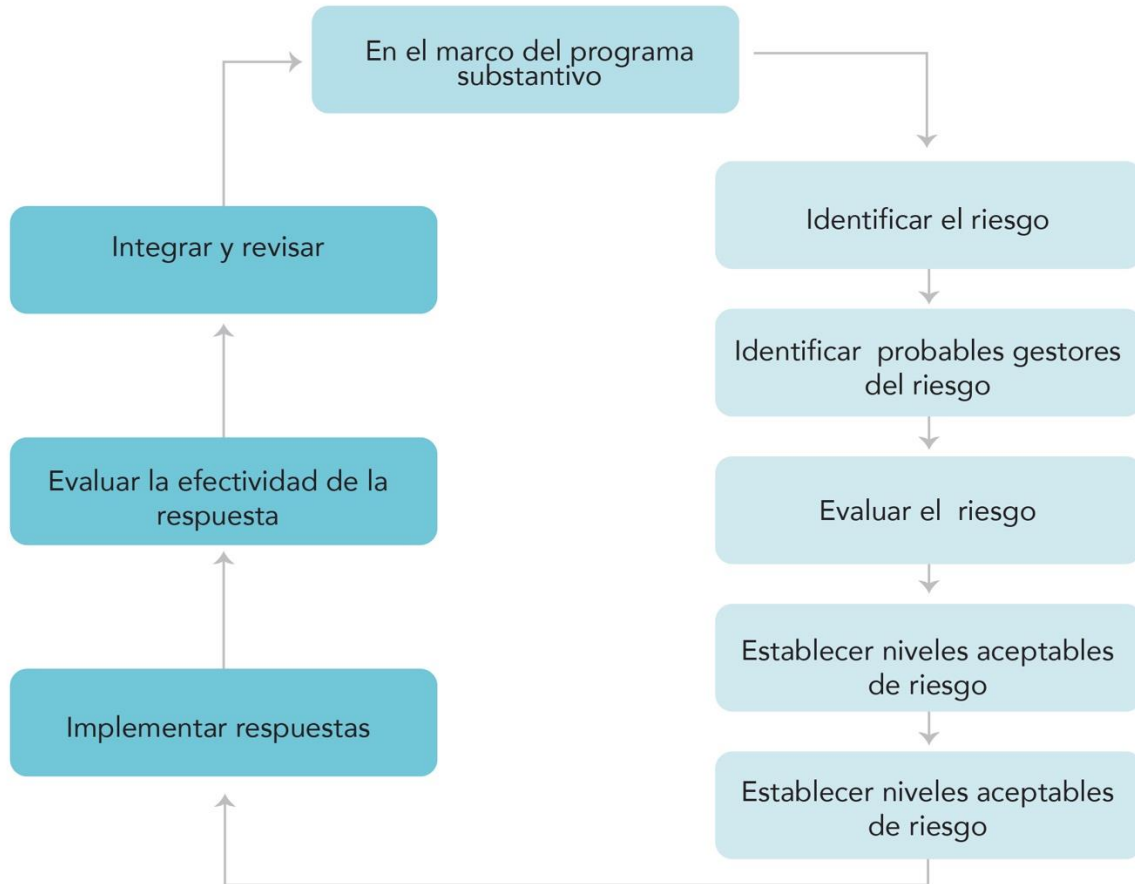 En el marco del programa
substantivo
Identificar el riesgo
Identificar probables gestores
del riesgo
Evaluar el riesgo
Establecer niveles aceptables
de riesgo
Establecer niveles aceptables
de riesgo
Implementar respuestas
Evaluar la efectividad de la
respuesta
Integrar y revisar